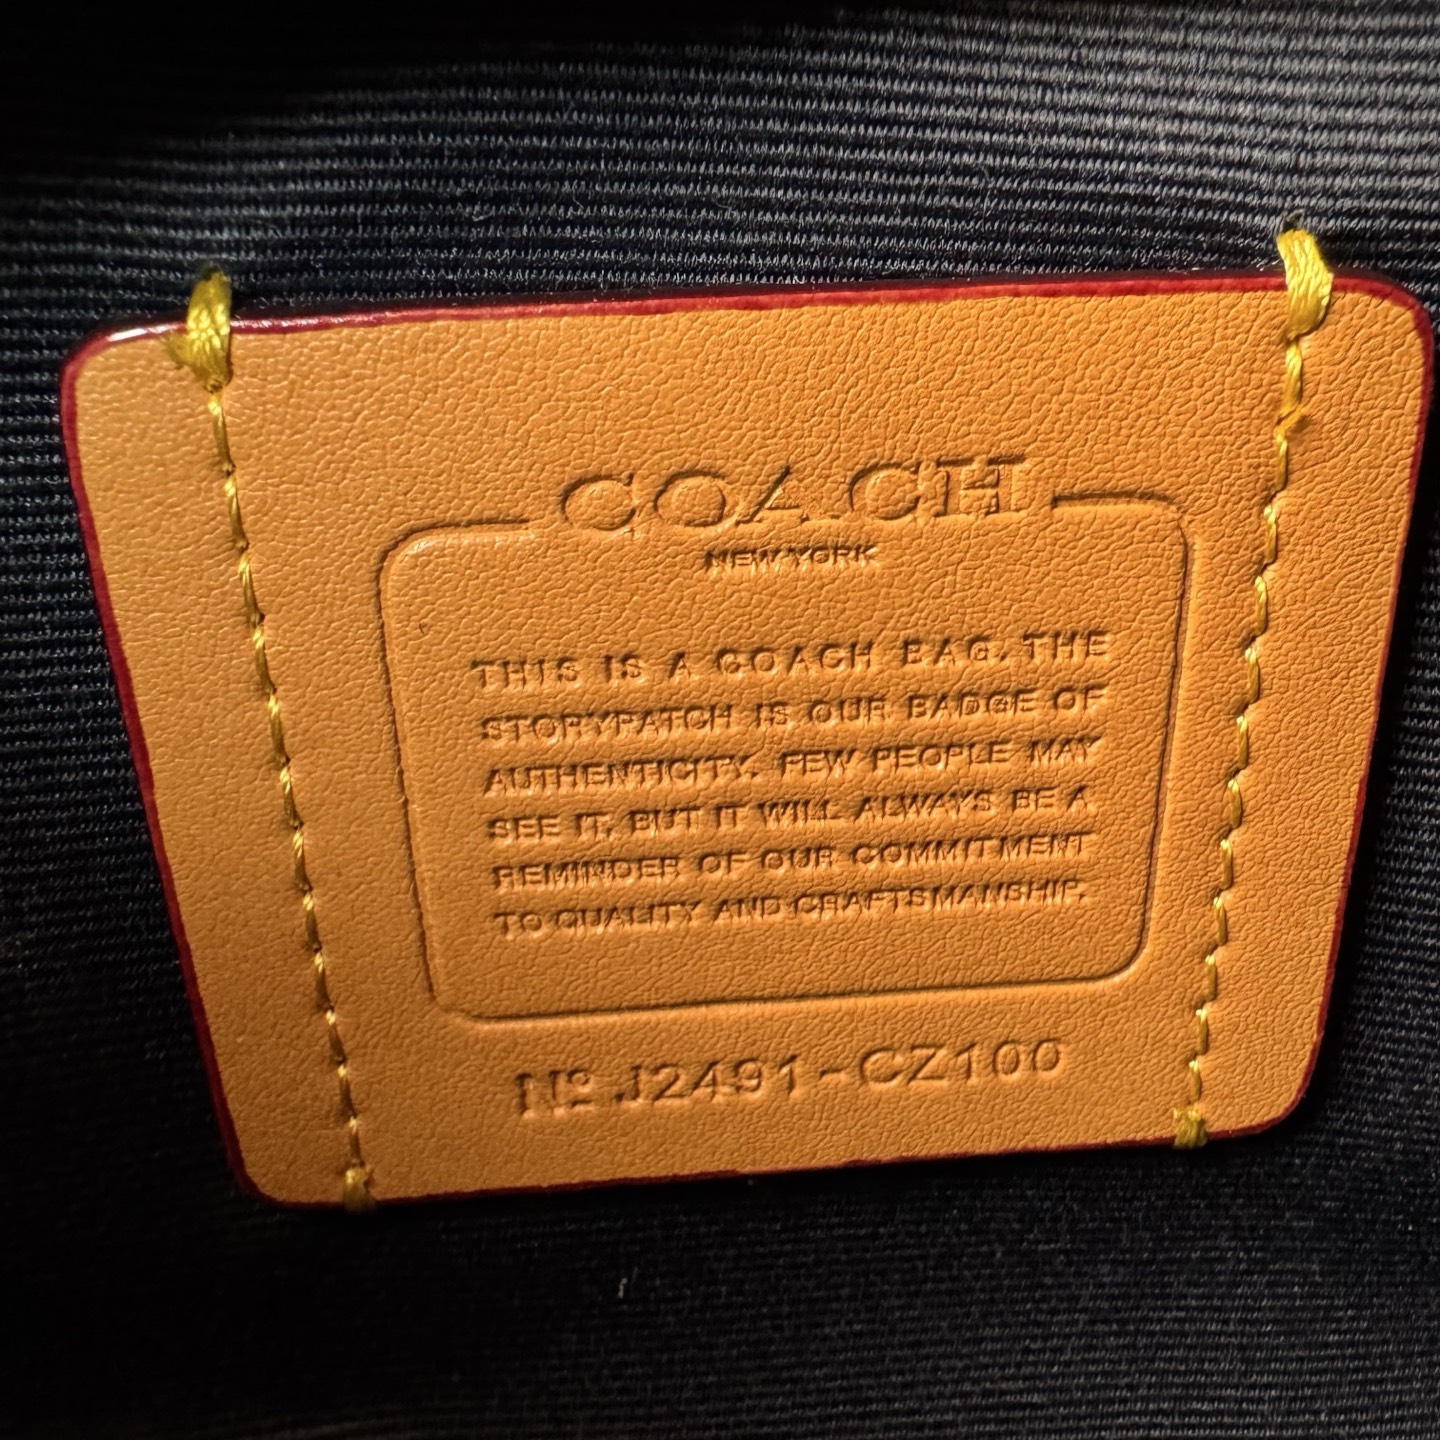 COACH
NEW YORK
THIS IS A COACH BAG. THE
STORYPATCH IS OUR BADGE OF
AUTHENTICITY. FEW PEOPLE MAY
SEE IT, BUT IT WILL ALWAYS BE A
REMINDER OF OUR COMMITMENT
TO QUALITY AND CRAFTSMANSHIP.
Nº J2491-CZ100